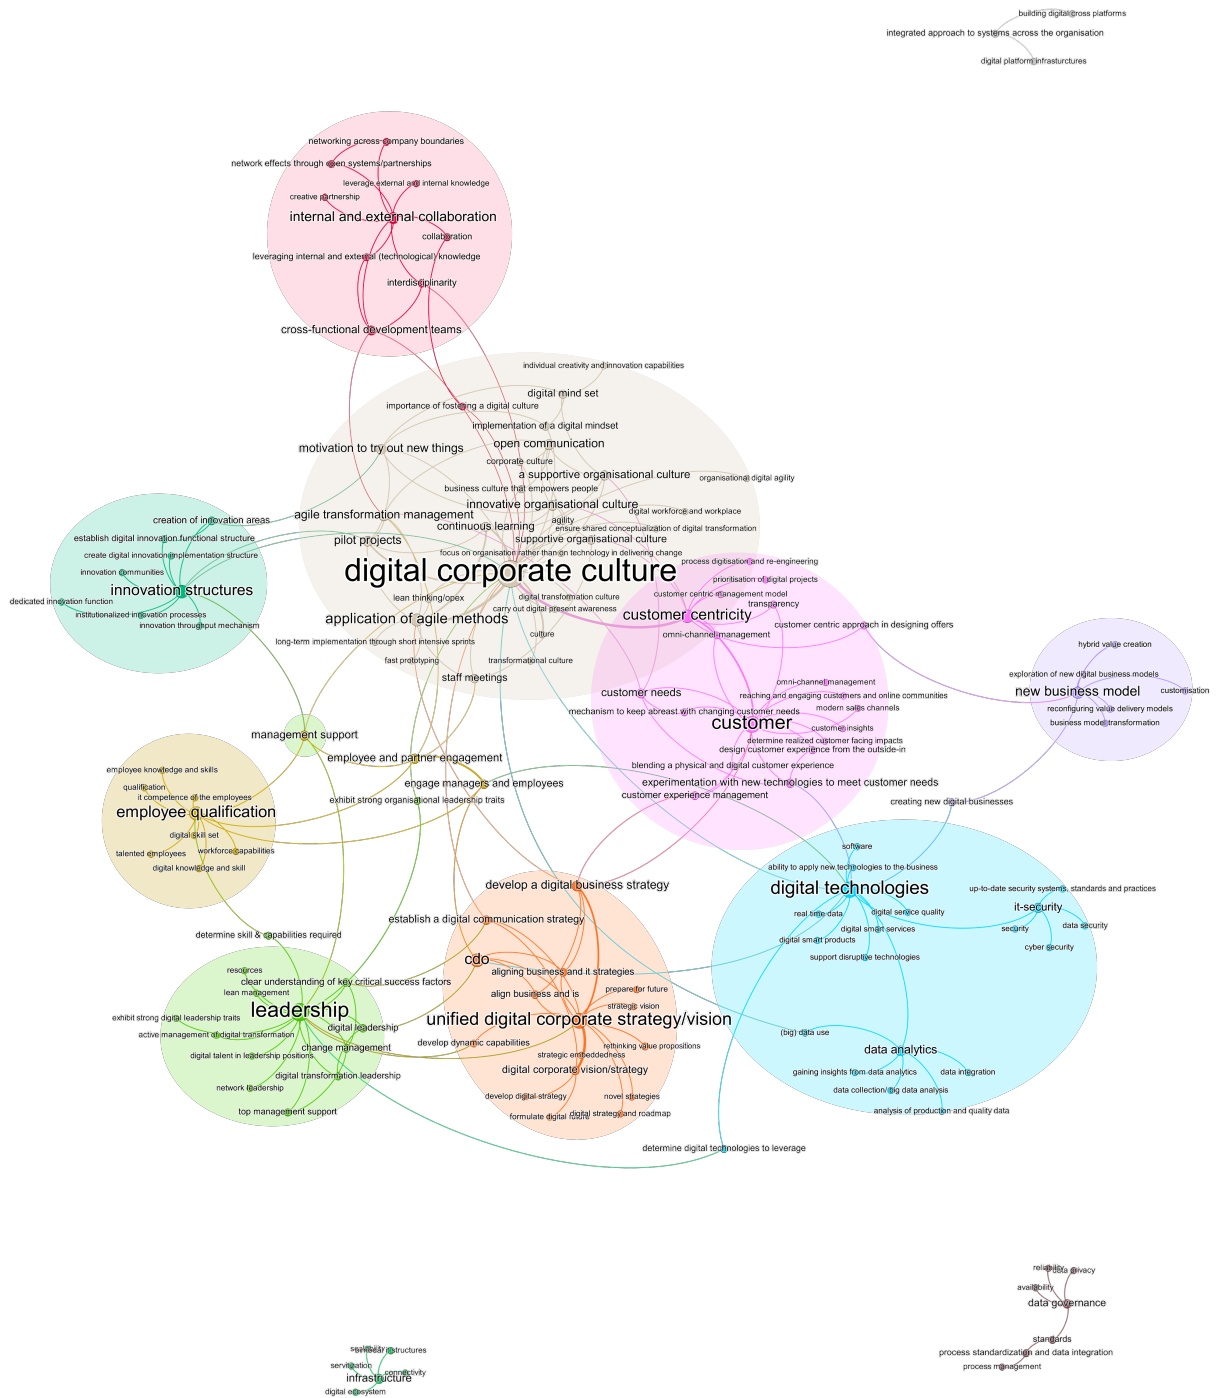 building digital cross platforms
integrated approach to systems across the organisation
digital platform infrasturctures
networking across company boundaries
network effects through open systems/partnerships
leverage external and internal knowledge
creative partnership
internal and external collaboration
collaboration
leveraging internal and external (technological) knowledge
interdisciplinarity
cross-functional development teams
individual creativity and innovation capabilities
digital mind set
importance of fostering a digital culture
implementation of a digital mindset
open communication
motivation to try out new things
corporate culture
a supportive organisational culture
organisational digital agility
business culture that empowers people
innovative organisational culture
digital workforce and workplace
agile transformation management
agility
continuous learning
ensure shared conceptualization of digital transformation
pilot projects
supportive organisational culture
focus on organisation rather than on technology in delivering change
digital corporate culture
lean thinking/opex
digital transformation culture
carry out digital present awareness
application of agile methods
culture
long-term implementation through short intensive sprints
fast prototyping
transformational culture
staff meetings
creation of innovation areas
establish digital innovation functional structure
create digital innovation implementation structure
innovation communities
innovation structures
dedicated innovation function
institutionalized innovation processes
innovation throughput mechanism
process digitisation and re-engineering
prioritisation of digital projects
customer centric management model
transparency
customer centricity
customer centric approach in designing offers
omni-channel-management
omni-channel-management
customer needs
reaching and engaging customers and online communities
mechanism to keep abreast with changing customer needs
modern sales channels
customer
customer insights
determine realized customer facing impacts
design customer experience from the outside-in
blending a physical and digital customer experience
experimentation with new technologies to meet customer needs
customer experience management
hybrid value creation
exploration of new digital business models
new business model
customisation
reconfiguring value delivery models
business model transformation
creating new digital businesses
management support
employee and partner engagement
engage managers and employees
exhibit strong organisational leadership traits
employee knowledge and skills
qualification
it competence of the employees
employee qualification
digital skill set
talented employees
workforce capabilities
digital knowledge and skill
determine skill & capabilities required
resources
clear understanding of key critical success factors
lean management
leadership
exhibit strong digital leadership traits
digital leadership
active management of digital transformation
change management
digital talent in leadership positions
digital transformation leadership
network leadership
top management support
develop a digital business strategy
establish a digital communication strategy
cdo
aligning business and it strategies
align business and is
prepare for future
strategic vision
unified digital corporate strategy/vision
develop dynamic capabilities
rethinking value propositions
strategic embeddedness
digital corporate vision/strategy
develop digital strategy
novel strategies
formulate digital future
digital strategy and roadmap
software
ability to apply new technologies to the business
digital technologies
up-to-date security systems, standards and practices
it-security
real time data
digital service quality
security
data security
digital smart services
digital smart products
cyber security
support disruptive technologies
(big) data use
data analytics
gaining insights from data analytics
data integration
data collection/ big data analysis
analysis of production and quality data
determine digital technologies to leverage
reliability
data privacy
availability
data governance
standards
process standardization and data integration
process management
servitization
connectivity
infrastructure
digital ecosystem